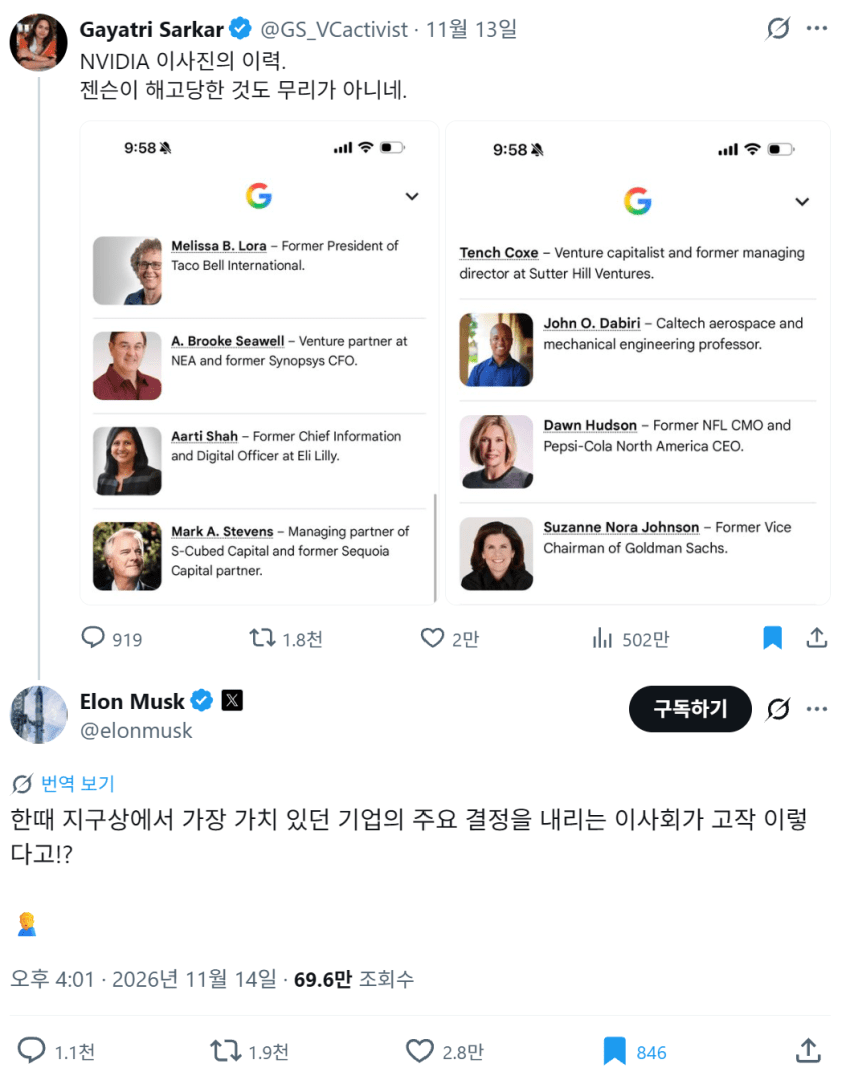 Gayatri Sarkar @GS_VCactivist · 11월 13일
NVIDIA 이사진의 이력.
젠슨이 해고당한 것도 무리가 아니네.
9:58
Melissa B. Lora – Former President of
Taco Bell International.
A. Brooke Seawell – Venture partner at
NEA and former Synopsys CFO.
Aarti Shah – Former Chief Information
and Digital Officer at Eli Lilly.
Mark A. Stevens – Managing partner of
S-Cubed Capital and former Sequoia
Capital partner.
9:58
Tench Coxe – Venture capitalist and former managing
director at Sutter Hill Ventures.
John O. Dabiri – Caltech aerospace and
mechanical engineering professor.
Dawn Hudson – Former NFL CMO and
Pepsi-Cola North America CEO.
Suzanne Nora Johnson – Former Vice
Chairman of Goldman Sachs.
919 1.8천 2만 502만
Elon Musk
구독하기
@elonmusk
번역 보기
한때 지구상에서 가장 가치 있던 기업의 주요 결정을 내리는 이사회가 고작 이렇
다고!?
오후 4:01 · 2026년 11월 14일 · 69.6만 조회수
1.1천 1.9천 2.8만 846